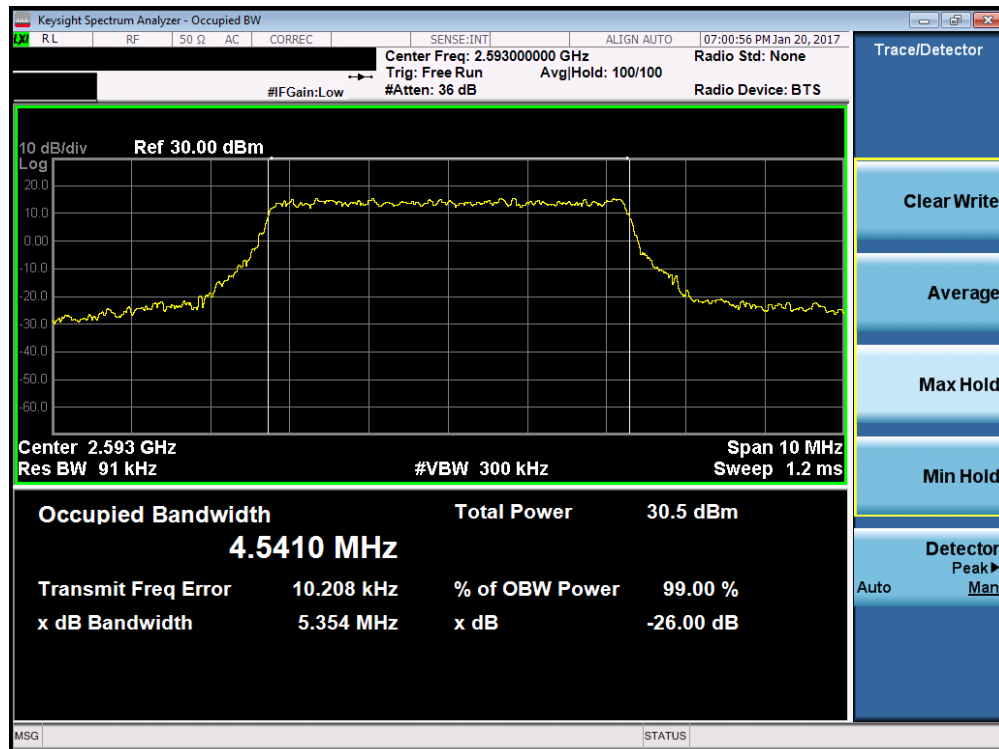 Keysight Spectrum Analyzer - Occupied BW
LXI RL RF 50 Ω AC CORREC SENSE:INT ALIGN AUTO 07:00:56 PM Jan 20, 2017
Center Freq: 2.593000000 GHz Radio Std: None
Trig: Free Run Avg|Hold: 100/100
#IFGain:Low #Atten: 36 dB Radio Device: BTS
Trace/Detector
10 dB/div Ref 30.00 dBm
Log
20.0
10.0
0.00
-10.0
-20.0
-30.0
-40.0
-50.0
-60.0
Center 2.593 GHz Span 10 MHz
Res BW 91 kHz #VBW 300 kHz Sweep 1.2 ms
Occupied Bandwidth Total Power 30.5 dBm
4.5410 MHz
Transmit Freq Error 10.208 kHz % of OBW Power 99.00 %
x dB Bandwidth 5.354 MHz x dB -26.00 dB
Clear Write
Average
Max Hold
Min Hold
Detector
Peak▶
Auto Man
MSG STATUS